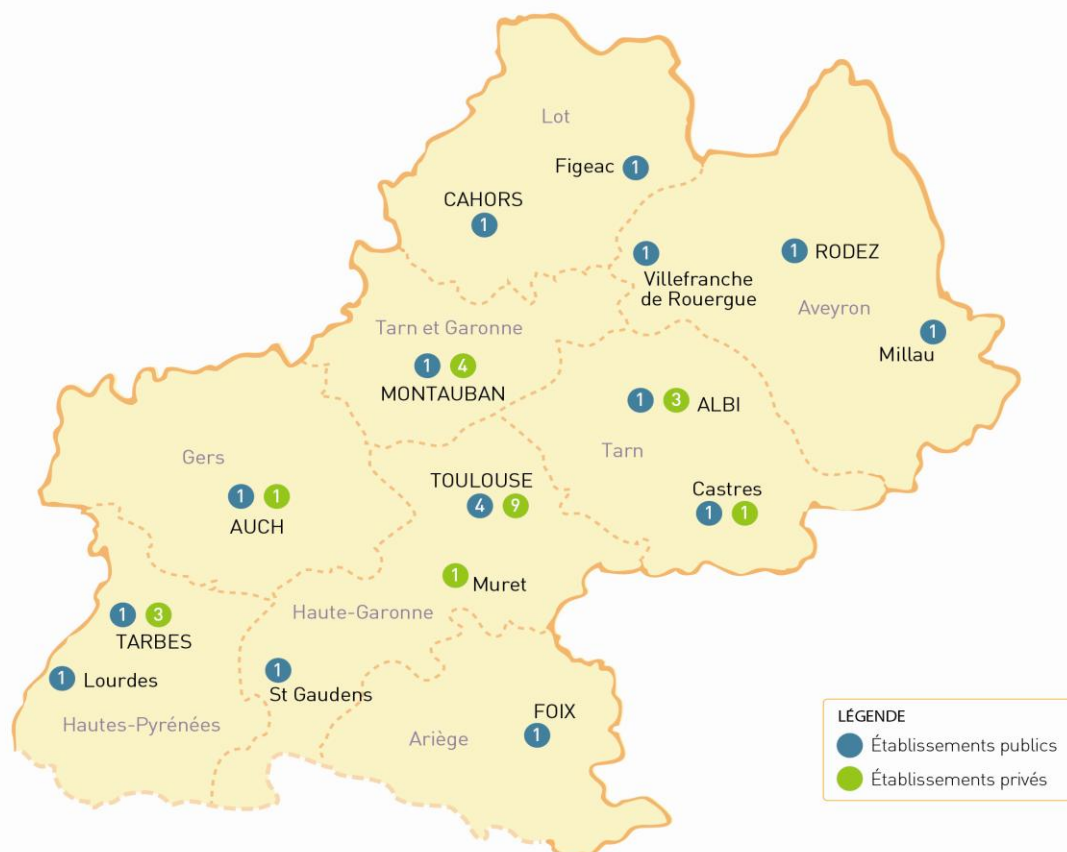 Lot
Figeac 1
CAHORS
1
1 RODEZ
1
Villefranche
de Rouergue
Aveyron
1
Millau
Tarn et Garonne
1 4
MONTAUBAN
1 3 ALBI
Tarn
Gers
1 1
AUCH
TOULOUSE
4 9
Castres
1 1
1 Muret
Haute-Garonne
1 3
TARBES
1 Lourdes
1
St Gaudens
Hautes-Pyrénées
Ariège
FOIX
1
LÉGENDE
Établissements publics
Établissements privés